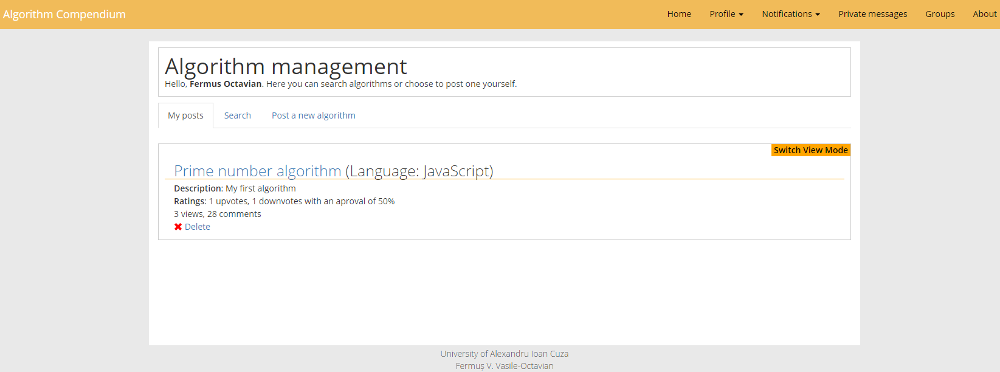 Algorithm Compendium
Home Profile Notifications Private messages Groups About
Algorithm management
Hello, Fermus Octavian. Here you can search algorithms or choose to post one yourself.
My posts Search Post a new algorithm
Switch View Mode
Prime number algorithm (Language: JavaScript)
Description: My first algorithm
Ratings: 1 upvotes, 1 downvotes with an aproval of 50%
3 views, 28 comments
Delete
University of Alexandru Ioan Cuza
Fermuș V. Vasile-Octavian